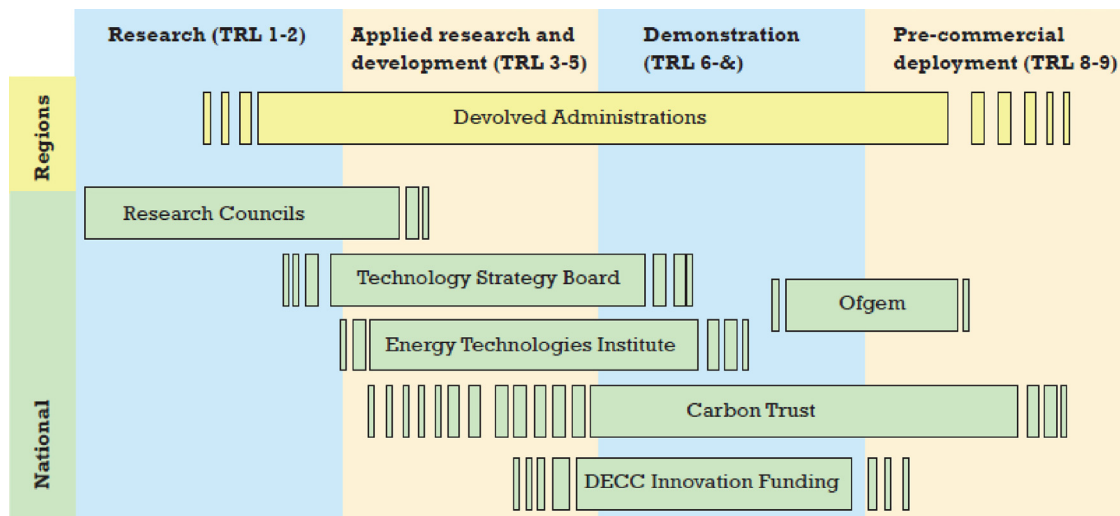 Research (TRL 1-2)
Applied research and
development (TRL 3-5)
Demonstration
(TRL 6-&)
Pre-commercial
deployment (TRL 8-9)
Regions
Devolved Administrations
National
Research Councils
Technology Strategy Board
Ofgem
Energy Technologies Institute
Carbon Trust
DECC Innovation Funding